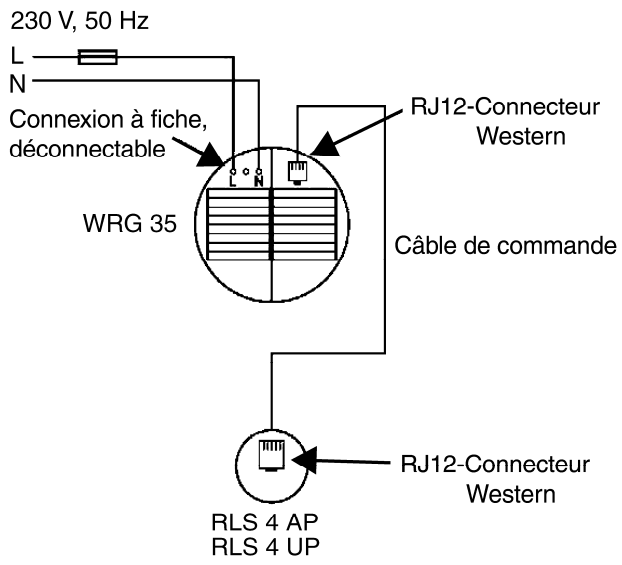 230 V, 50 Hz
L
N
Connexion à fiche,
déconnectable
RJ12-Connecteur
Western
L N
WRG 35
Câble de commande
RJ12-Connecteur
Western
RLS 4 AP
RLS 4 UP